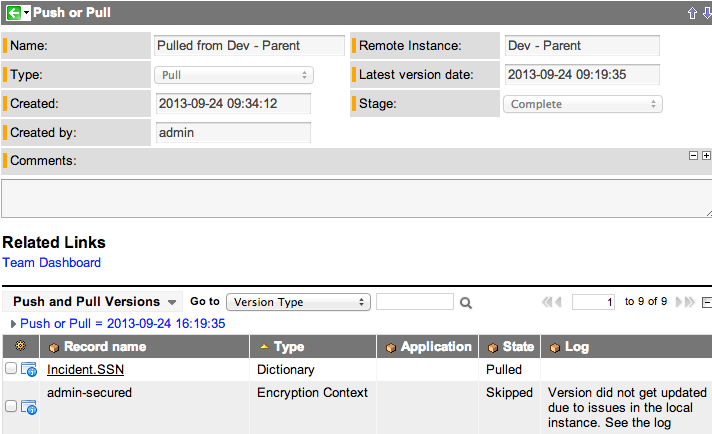 Push or Pull
Name: Pulled from Dev - Parent Remote Instance: Dev - Parent
Type: Pull Latest version date: 2013-09-24 09:19:35
Created: 2013-09-24 09:34:12 Stage: Complete
Created by: admin
Comments:
Related Links
Team Dashboard
Push and Pull Versions Go to Version Type 1 to 9 of 9
Push or Pull = 2013-09-24 16:19:35
Record name Type Application State Log
Incident.SSN Dictionary Pulled
admin-secured Encryption Context Skipped Version did not get updated
due to issues in the local
instance. See the log